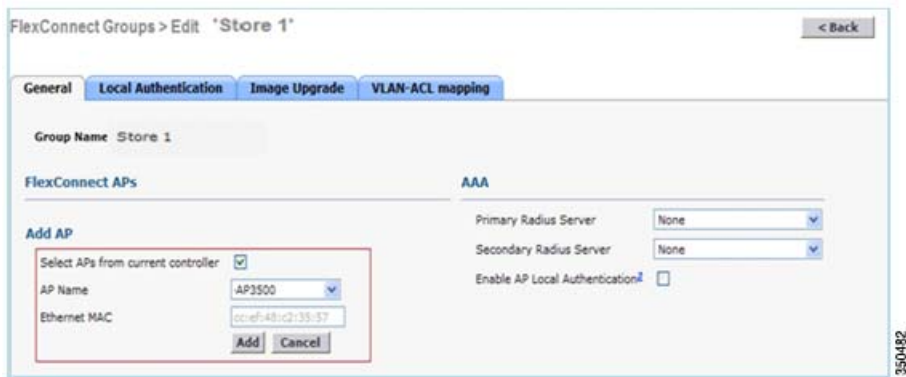 FlexConnect Groups > Edit 'Store 1'
< Back
General Local Authentication Image Upgrade VLAN-ACL mapping
Group Name Store 1
FlexConnect APs
AAA
Add AP
Select APs from current controller
AP Name AP3500
Ethernet MAC cc:ef:48:c2:35:57
Add Cancel
Primary Radius Server None
Secondary Radius Server None
Enable AP Local Authentication2
350482